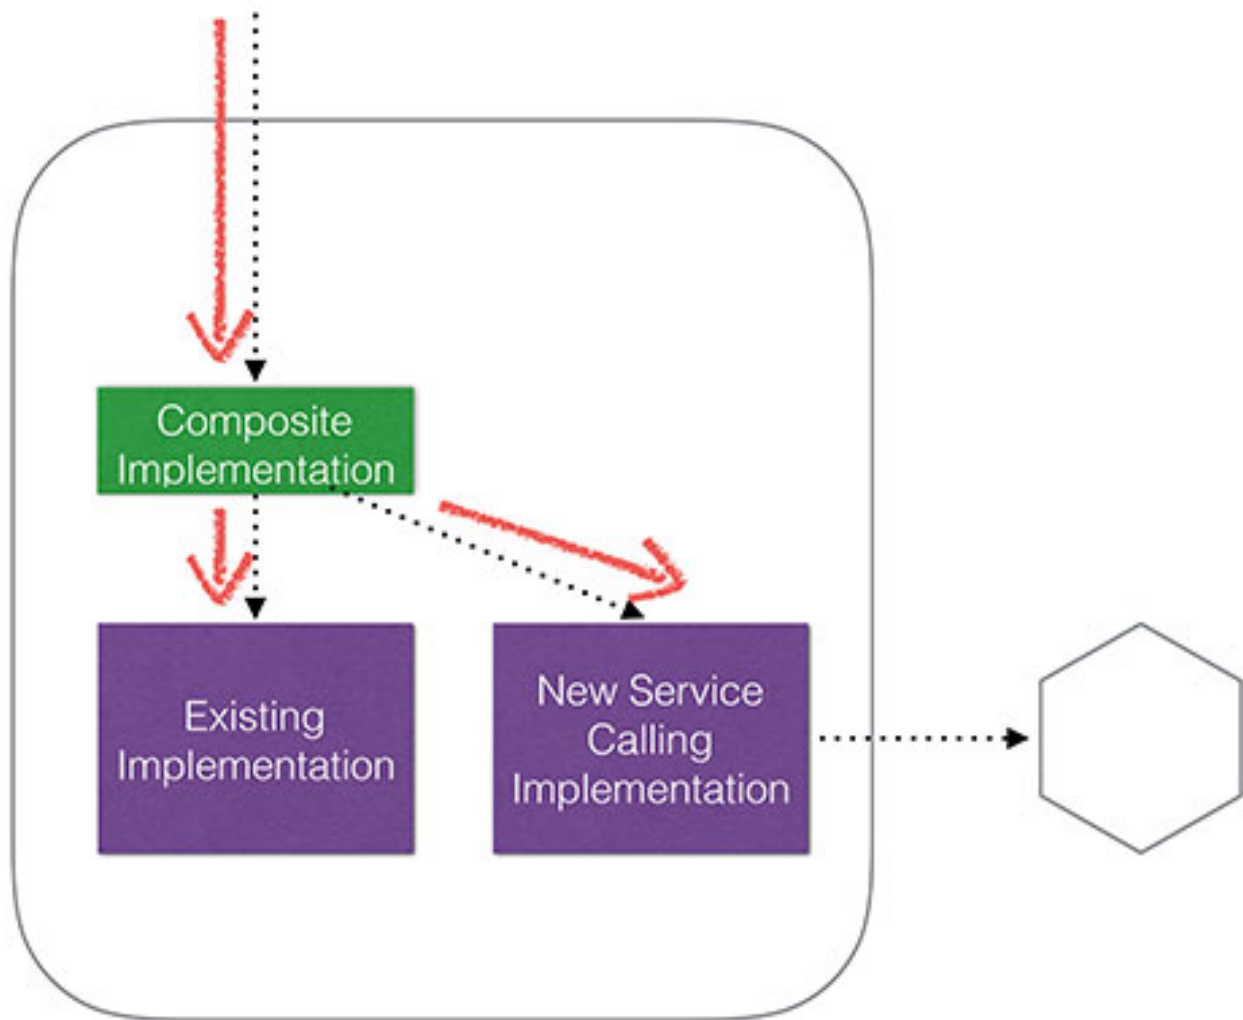 Composite
Implementation
Existing
Implementation
New Service
Calling
Implementation